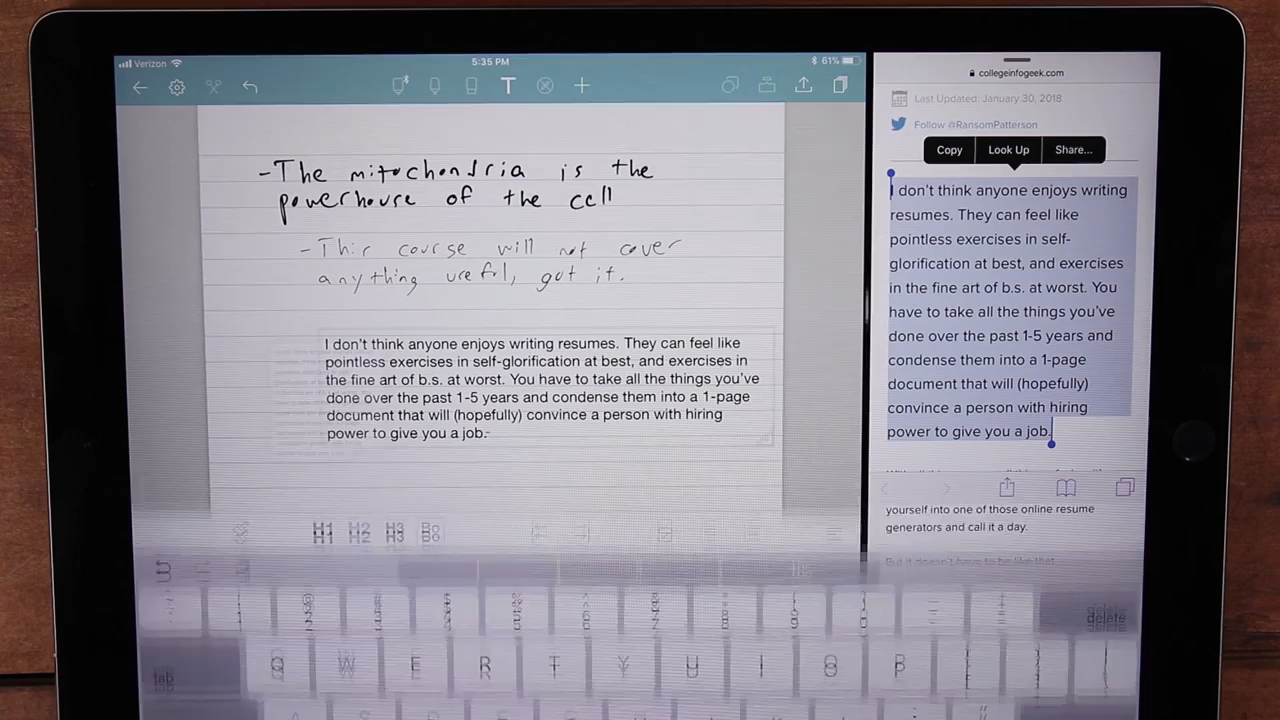 Verizon
5:35 PM
61%
T
-The mitochondria is the
powerhouse of the cell
-This course will not cover
anything useful, got it.
I don't think anyone enjoys writing resumes. They can feel like
pointless exercises in self-glorification at best, and exercises in
the fine art of b.s. at worst. You have to take all the things you've
done over the past 1-5 years and condense them into a 1-page
document that will (hopefully) convince a person with hiring
power to give you a job.-
H1 H2 H3 Bo
collegeinfogeek.com
Last Updated: January 30, 2018
Follow @RansomPatterson
Copy Look Up Share...
I don't think anyone enjoys writing
resumes. They can feel like
pointless exercises in self-
glorification at best, and exercises
in the fine art of b.s. at worst. You
have to take all the things you've
done over the past 1-5 years and
condense them into a 1-page
document that will (hopefully)
convince a person with hiring
power to give you a job.
yourself into one of those online resume
generators and call it a day.
But it doesn't have to be like that
delete
tab Q W E R T Y U I O P